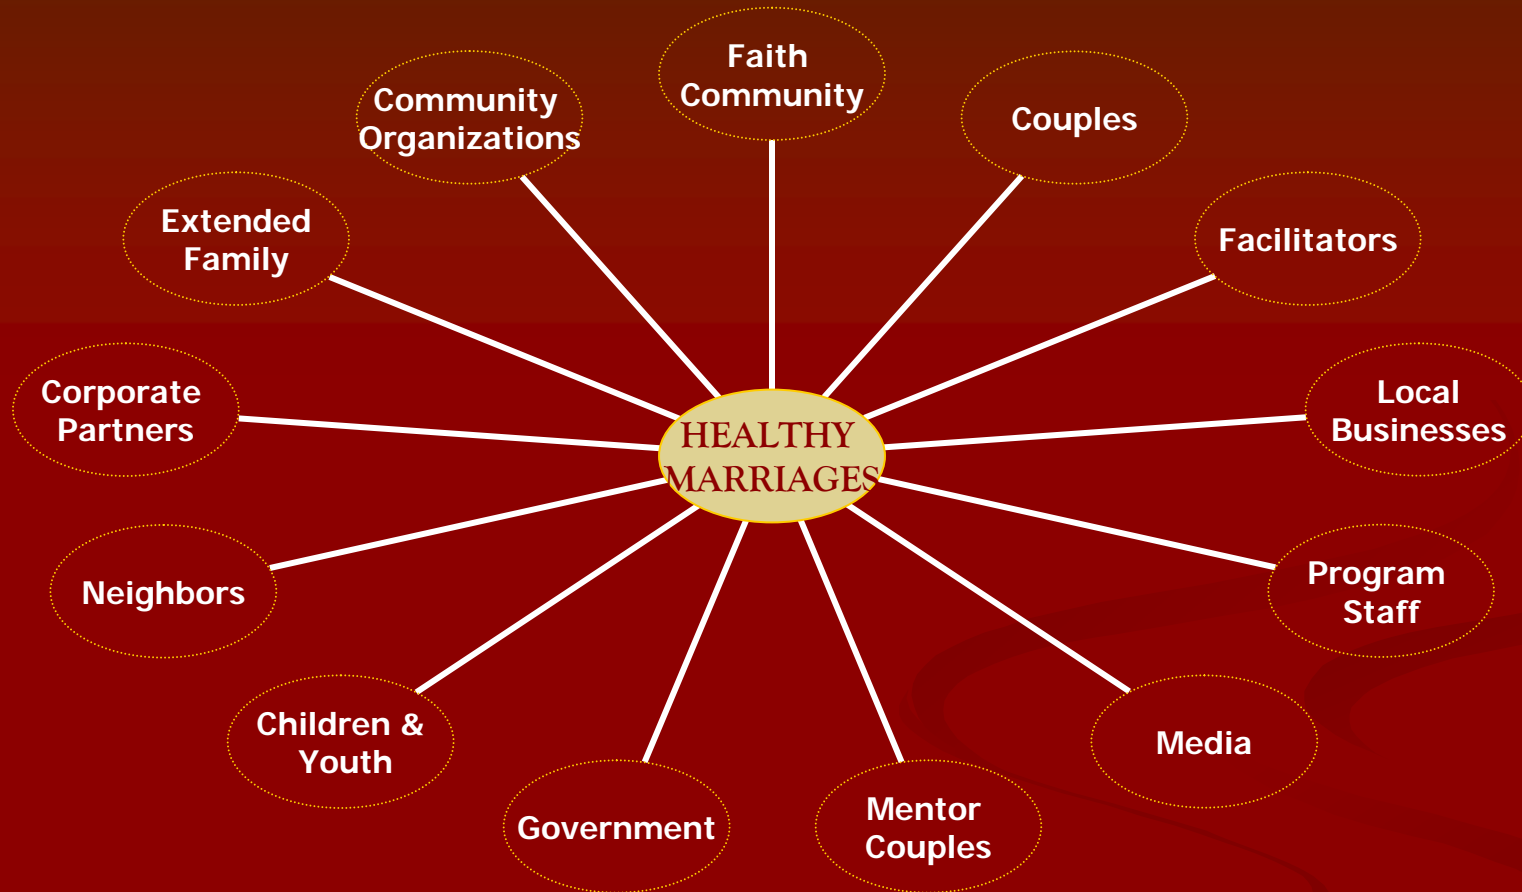 Faith
Community
Community
Organizations
Couples
Extended
Family
Facilitators
Corporate
Partners
Local
Businesses
HEALTHY
MARRIAGES
Neighbors
Program
Staff
Children &
Youth
Media
Government
Mentor
Couples